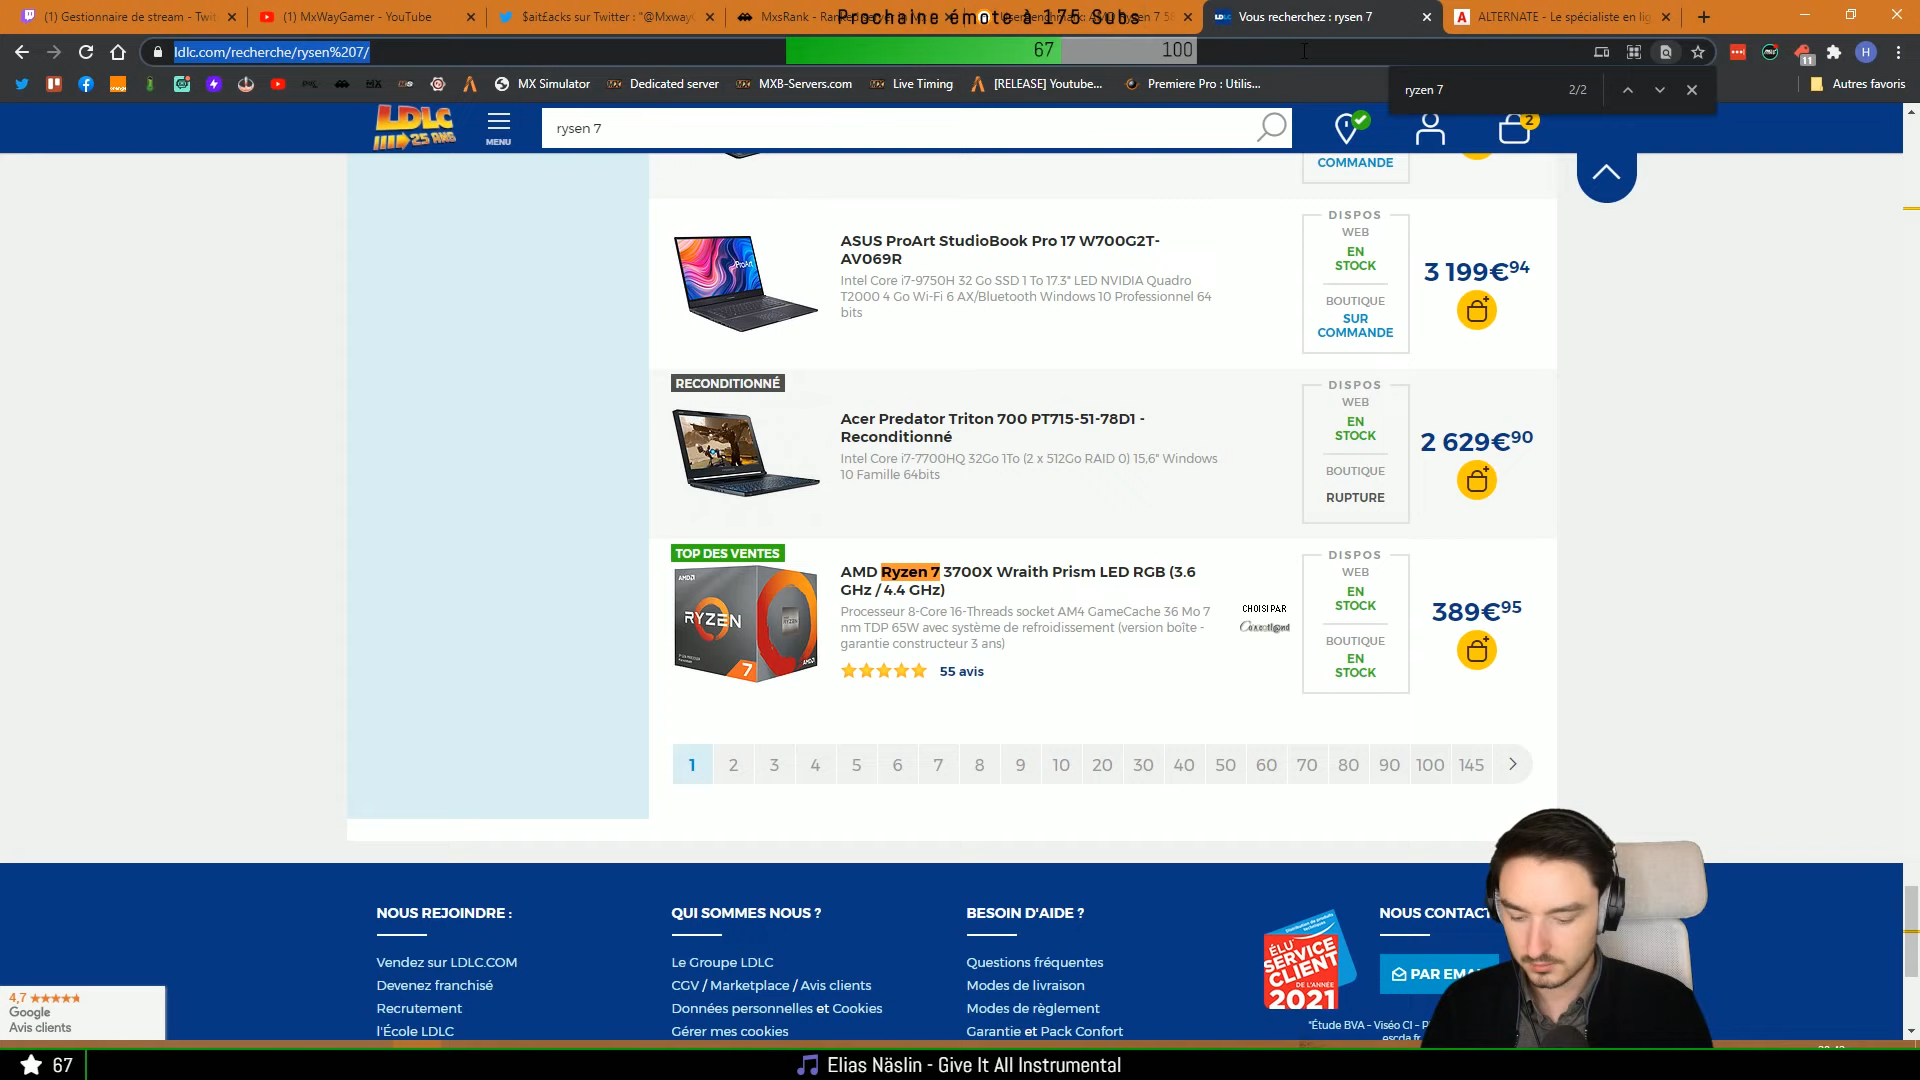 (1) Gestionnaire de stream - Twit
(1) MxWayGamer - YouTube
$ait£acks sur Twitter : "@Mxway
MxsRank - Ranked server
Vous recherchez : rysen 7
ALTERNATE - Le spécialiste en lig
Prochaine émote à 175 Subs
ldlc.com/recherche/rysen%207/
67
100
11
H
MX Simulator
Dedicated server
MXB-Servers.com
Live Timing
[RELEASE] Youtube...
Premiere Pro : Utilis...
Autres favoris
ryzen 7
2/2
LDLC
25 ANS
MENU
rysen 7
2
COMMANDE
ASUS ProArt StudioBook Pro 17 W700G2T-
AV069R
Intel Core i7-9750H 32 Go SSD 1 To 17.3" LED NVIDIA Quadro
T2000 4 Go Wi-Fi 6 AX/Bluetooth Windows 10 Professionnel 64
bits
DISPOS
WEB
EN
STOCK
BOUTIQUE
SUR
COMMANDE
3 199€94
RECONDITIONNÉ
Acer Predator Triton 700 PT715-51-78D1 -
Reconditionné
Intel Core i7-7700HQ 32Go 1To (2 x 512Go RAID 0) 15,6" Windows
10 Famille 64bits
DISPOS
WEB
EN
STOCK
BOUTIQUE
RUPTURE
2 629€90
TOP DES VENTES
AMD
RYZEN
7
AMD Ryzen 7 3700X Wraith Prism LED RGB (3.6
GHz / 4.4 GHz)
Processeur 8-Core 16-Threads socket AM4 GameCache 36 Mo 7
nm TDP 65W avec système de refroidissement (version boîte -
garantie constructeur 3 ans)
55 avis
CHOISI PAR
DISPOS
WEB
EN
STOCK
BOUTIQUE
EN
STOCK
389€95
1 2 3 4 5 6 7 8 9 10 20 30 40 50 60 70 80 90 100 145
NOUS REJOINDRE :
Vendez sur LDLC.COM
Devenez franchisé
Recrutement
l'École LDLC
QUI SOMMES NOUS ?
Le Groupe LDLC
CGV / Marketplace / Avis clients
Données personnelles et Cookies
Gérer mes cookies
BESOIN D'AIDE ?
Questions fréquentes
Modes de livraison
Modes de règlement
Garantie et Pack Confort
ÉLU
SERVICE
CLIENT
DE L'ANNÉE
2021
NOUS CONTACT
PAR EMA
*Étude BVA - Viséo CI - P
escda.fr
4,7
Google
Avis clients
67
Elias Näslin - Give It All Instrumental